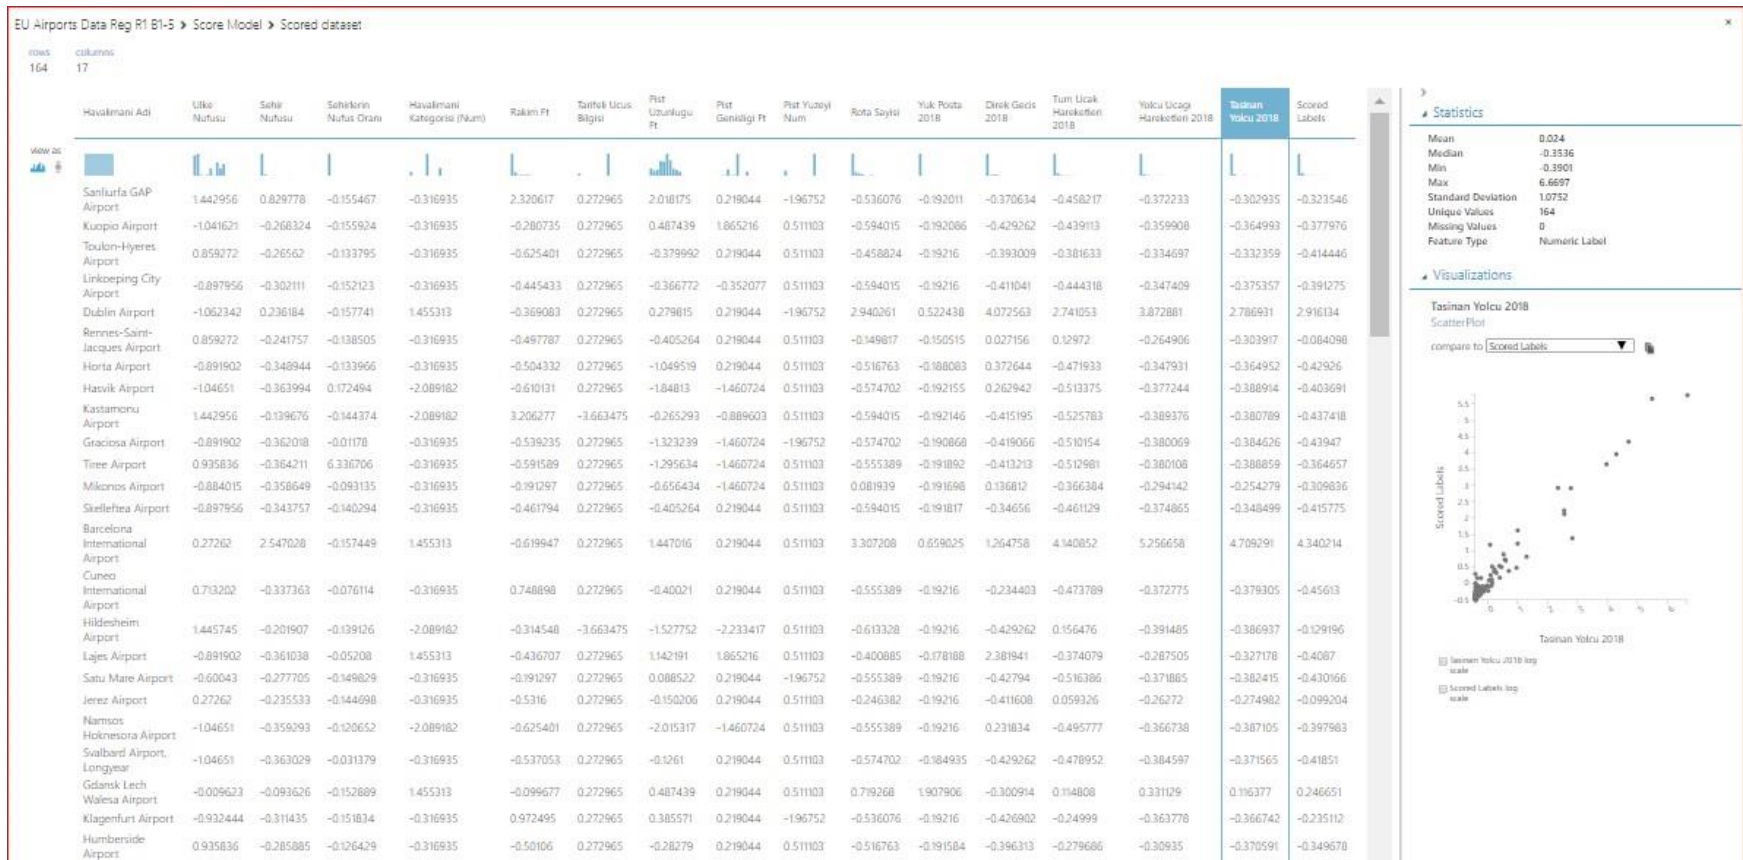 EU Airports Data Reg R1 B1-5 > Score Model > Scored dataset
rows columns
164 17
Havalimani Adi | Ulke Nufusu | Sehir Nufusu | Sehirlerin Nufus Orani | Havalimani Kategorisi (Num) | Rakim Ft | Tarifeli Ucus Bilgisi | Pist Uzunlugu Ft | Pist Genisligi Ft | Pist Yuzeyi Num | Rota Sayisi | Yuk Posta 2018 | Direk Gecis 2018 | Tum Ucak Hareketleri 2018 | Yolcu Ucagi Hareketleri 2018 | Tasinan Yolcu 2018 | Scored Labels
view as
Sanliurfa GAP Airport 1.442956 0.829778 -0.155467 -0.316935 2.320617 0.272965 2.018175 0.219044 -1.96752 -0.536076 -0.192011 -0.370634 -0.458217 -0.372233 -0.302935 -0.323546
Kuopio Airport -1.041621 -0.268324 -0.155924 -0.316935 -0.280735 0.272965 0.487439 1.865216 0.511103 -0.594015 -0.192086 -0.429262 -0.439113 -0.359908 -0.364993 -0.377976
Toulon-Hyeres Airport 0.859272 -0.26562 -0.133795 -0.316935 -0.625401 0.272965 -0.379992 0.219044 0.511103 -0.458824 -0.19216 -0.393009 -0.381633 -0.334697 -0.332359 -0.414446
Linkoeping City Airport -0.897956 -0.302111 -0.152123 -0.316935 -0.445433 0.272965 -0.366772 -0.352077 0.511103 -0.594015 -0.19216 -0.411041 -0.444318 -0.347409 -0.375357 -0.391275
Dublin Airport -1.062342 0.236184 -0.157741 1.455313 -0.369083 0.272965 0.279815 0.219044 -1.96752 2.940261 0.522438 4.072563 2.741053 3.872881 2.786931 2.916134
Rennes-Saint-Jacques Airport 0.859272 -0.241757 -0.138505 -0.316935 -0.497787 0.272965 -0.405264 0.219044 0.511103 -0.149817 -0.150515 0.027156 0.12972 -0.264906 -0.303917 -0.084098
Horta Airport -0.891902 -0.348944 -0.133966 -0.316935 -0.504332 0.272965 -1.049519 0.219044 0.511103 -0.516763 -0.188083 0.372644 -0.471933 -0.347931 -0.364952 -0.42926
Hasvik Airport -1.04651 -0.363994 0.172494 -2.089182 -0.610131 0.272965 -1.84813 -1.460724 0.511103 -0.574702 -0.192155 0.262942 -0.513375 -0.377244 -0.388914 -0.403691
Kastamonu Airport 1.442956 -0.139676 -0.144374 -2.089182 3.206277 -3.663475 -0.265293 -0.889603 0.511103 -0.594015 -0.192146 -0.415195 -0.525783 -0.389376 -0.380789 -0.437418
Graciosa Airport -0.891902 -0.362018 -0.01178 -0.316935 -0.539235 0.272965 -1.323239 -1.460724 -1.96752 -0.574702 -0.190868 -0.419066 -0.510154 -0.380069 -0.384626 -0.43947
Tiree Airport 0.935836 -0.364211 6.336706 -0.316935 -0.591589 0.272965 -1.295634 -1.460724 0.511103 -0.555389 -0.191892 -0.413213 -0.512981 -0.380108 -0.388859 -0.364657
Mikonos Airport -0.884015 -0.358649 -0.093135 -0.316935 -0.191297 0.272965 -0.656434 -1.460724 0.511103 0.081939 -0.191698 0.136812 -0.366384 -0.294142 -0.254279 -0.309836
Skelleftea Airport -0.897956 -0.343757 -0.140294 -0.316935 -0.461794 0.272965 -0.405264 0.219044 0.511103 -0.594015 -0.191817 -0.34656 -0.461129 -0.374865 -0.348499 -0.415775
Barcelona International Airport 0.27262 2.547028 -0.157449 1.455313 -0.619947 0.272965 1.447016 0.219044 0.511103 3.307208 0.659025 1.264758 4.140852 5.256658 4.709291 4.340214
Cuneo International Airport 0.713202 -0.337363 -0.076114 -0.316935 0.748898 0.272965 -0.40021 0.219044 0.511103 -0.555389 -0.19216 -0.234403 -0.473789 -0.372775 -0.379305 -0.45613
Hildesheim Airport 1.445745 -0.201907 -0.139126 -2.089182 -0.314548 -3.663475 -1.527752 -2.233417 0.511103 -0.613328 -0.19216 -0.429262 0.156476 -0.391485 -0.386937 -0.129196
Lajes Airport -0.891902 -0.361038 -0.05208 1.455313 -0.436707 0.272965 1.142191 1.865216 0.511103 -0.400885 -0.178188 2.381941 -0.374079 -0.287505 -0.327178 -0.4087
Satu Mare Airport -0.60043 -0.277705 -0.149829 -0.316935 -0.191297 0.272965 0.088522 0.219044 -1.96752 -0.555389 -0.19216 -0.42794 -0.516386 -0.371885 -0.382415 -0.430166
Jerez Airport 0.27262 -0.235533 -0.144698 -0.316935 -0.5316 0.272965 -0.150206 0.219044 0.511103 -0.246382 -0.19216 -0.411608 0.059326 -0.26272 -0.274982 -0.099204
Namsos Hoknesora Airport -1.04651 -0.359293 -0.120652 -2.089182 -0.625401 0.272965 -2.015317 -1.460724 0.511103 -0.555389 -0.19216 0.231834 -0.495777 -0.366738 -0.387105 -0.397983
Svalbard Airport, Longyear -1.04651 -0.363029 -0.031379 -0.316935 -0.537053 0.272965 -0.1261 0.219044 0.511103 -0.574702 -0.184935 -0.429262 -0.478952 -0.384597 -0.371565 -0.41851
Gdansk Lech Walesa Airport -0.009623 -0.093626 -0.152889 1.455313 -0.099677 0.272965 0.487439 0.219044 0.511103 0.719268 1.907906 -0.300914 0.114808 0.331129 0.116377 0.246651
Klagenfurt Airport -0.932444 -0.311435 -0.151834 -0.316935 0.972495 0.272965 0.385571 0.219044 -1.96752 -0.536076 -0.19216 -0.426902 -0.24999 -0.363778 -0.366742 -0.235112
Humberside Airport 0.935836 -0.285885 -0.126429 -0.316935 -0.50106 0.272965 -0.28279 0.219044 0.511103 -0.516763 -0.191584 -0.396313 -0.279686 -0.30935 -0.370591 -0.349678
Statistics
Mean 0.024
Median -0.3536
Min -0.3901
Max 6.6697
Standard Deviation 1.0752
Unique Values 164
Missing Values 0
Feature Type Numeric Label
Visualizations
Tasinan Yolcu 2018
ScatterPlot
compare to Scored Labels
Scored Labels
5.5
5
4.5
4
3.5
3
2.5
2
1.5
1
0.5
0
-0.5
0 1 2 3 4 5 6
Tasinan Yolcu 2018
Tasinan Yolcu 2018 log scale
Scored Labels log scale